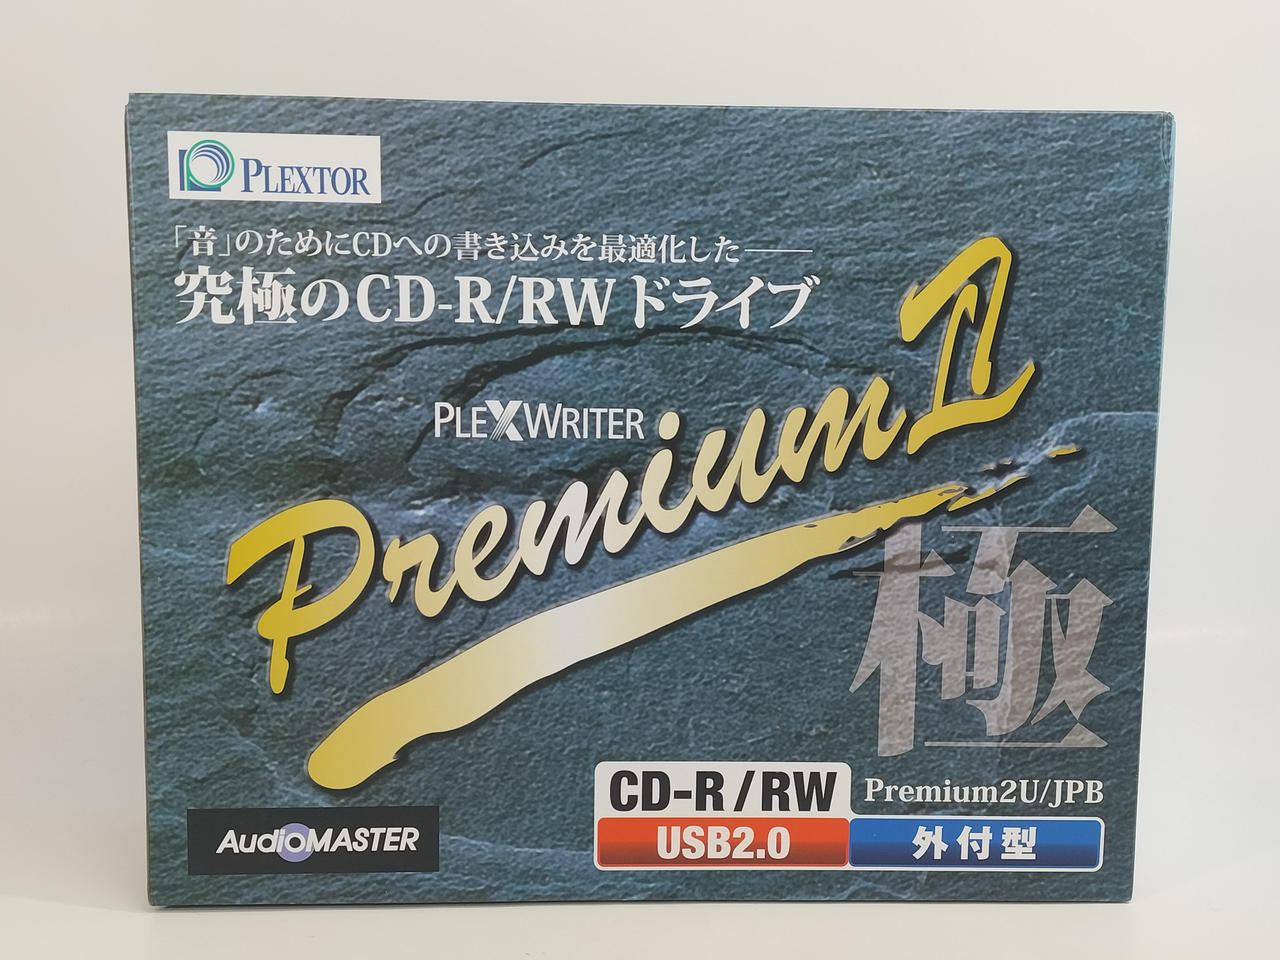 PLEXTOR
「音」のためにCDへの書き込みを最適化した──
究極のCD-R/RWドライブ
PLEXWRITER
Premium II
極
CD-R/RW
Premium2U/JPB
USB2.0
外付型
AudioMASTER